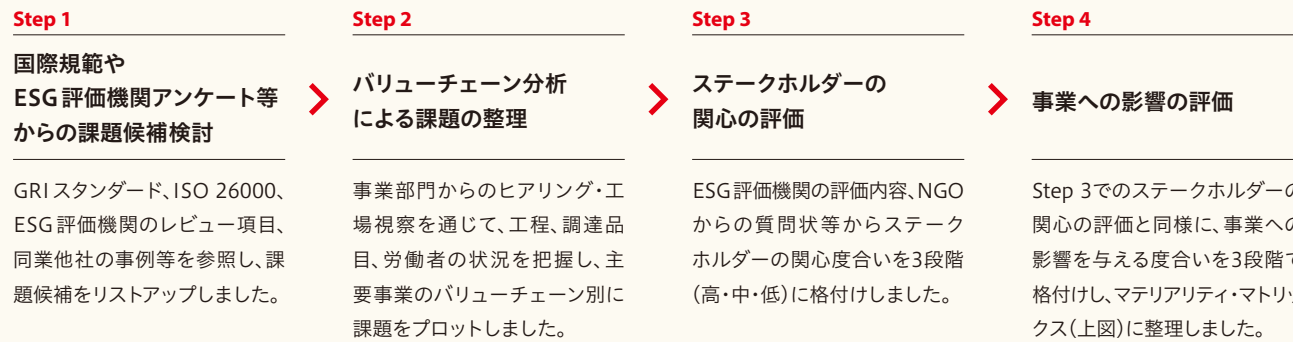 Step 1
国際規範や
ESG評価機関アンケート等
からの課題候補検討
GRIスタンダード、ISO 26000、
ESG評価機関のレビュー項目、
同業他社の事例等を参照し、課
題候補をリストアップしました。
Step 2
バリューチェーン分析
による課題の整理
事業部門からのヒアリング・工
場視察を通じて、工程、調達品
目、労働者の状況を把握し、主
要事業のバリューチェーン別に
課題をプロットしました。
Step 3
ステークホルダーの
関心の評価
ESG評価機関の評価内容、NGO
からの質問状等からステーク
ホルダーの関心度合いを3段階
(高・中・低)に格付けしました。
Step 4
事業への影響の評価
Step 3でのステークホルダーの
関心の評価と同様に、事業への
影響を与える度合いを3段階で
格付けし、マテリアリティ・マトリッ
クス(上図)に整理しました。